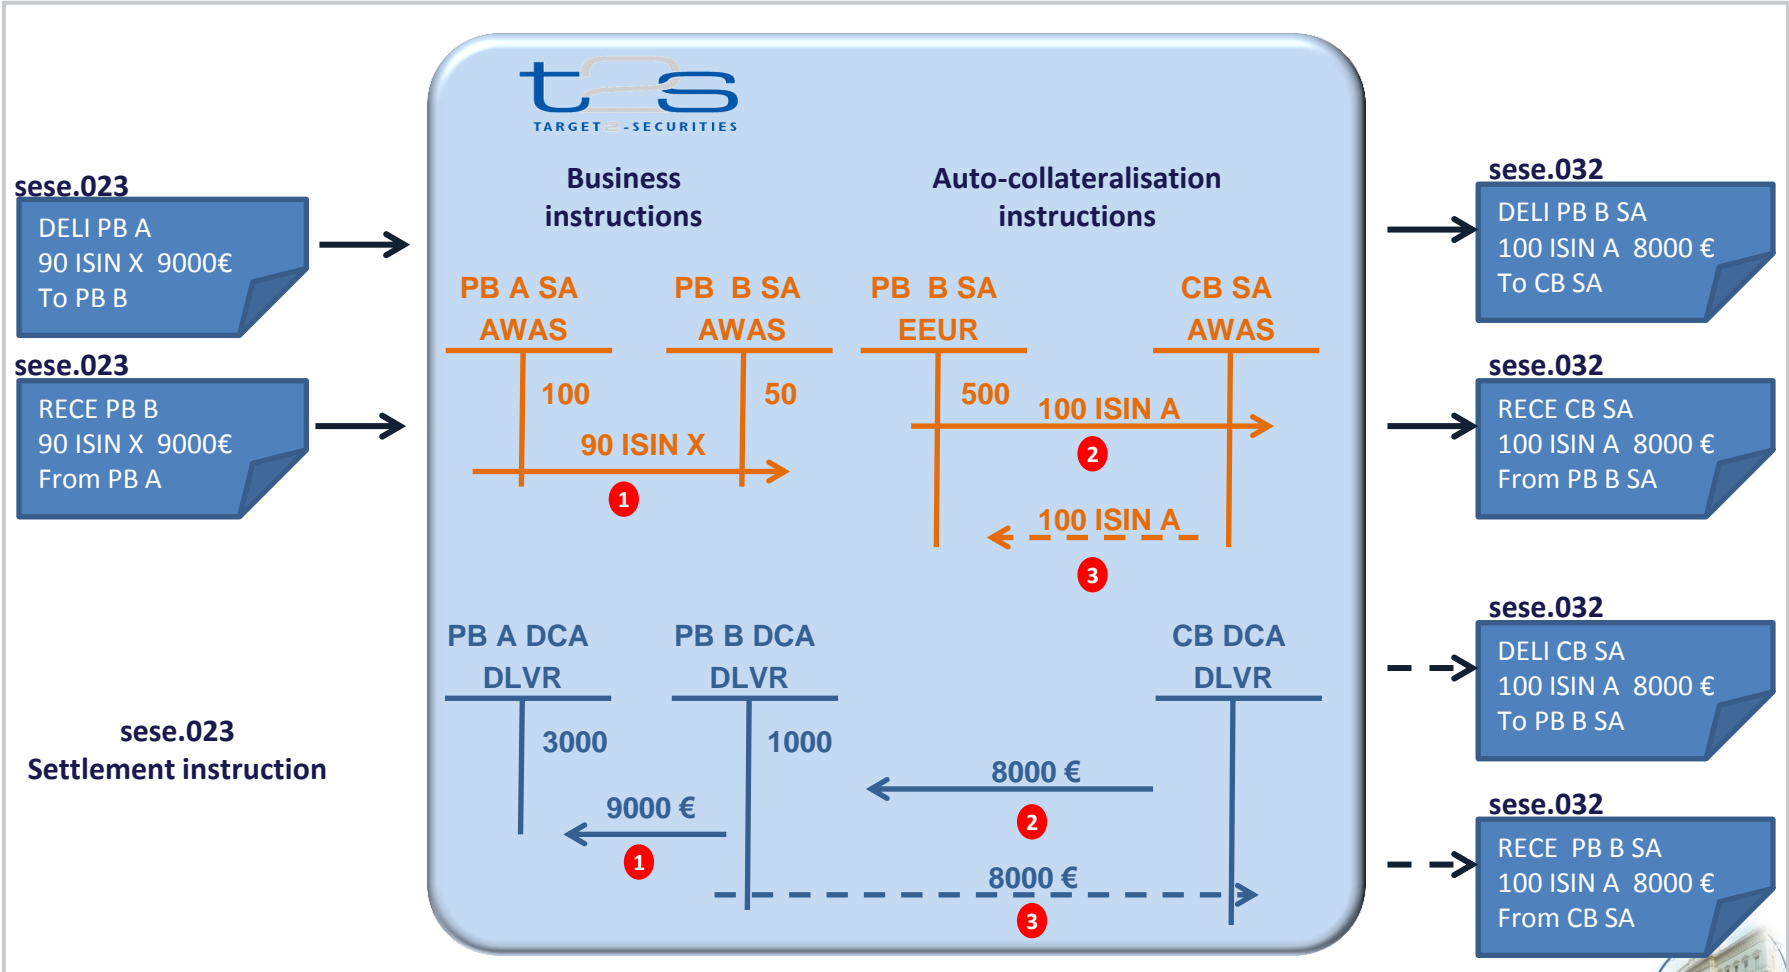 t2s
TARGET2-SECURITIES
Business
instructions
Auto-collateralisation
instructions
sese.023
DELI PB A
90 ISIN X 9000€
To PB B
sese.023
RECE PB B
90 ISIN X 9000€
From PB A
sese.023
Settlement instruction
PB A SA
AWAS
100
PB B SA
AWAS
50
90 ISIN X
1
PB B SA
EEUR
500
CB SA
AWAS
100 ISIN A
2
100 ISIN A
3
PB A DCA
DLVR
3000
PB B DCA
DLVR
1000
CB DCA
DLVR
8000 €
2
9000 €
1
8000 €
3
sese.032
DELI PB B SA
100 ISIN A 8000 €
To CB SA
sese.032
RECE CB SA
100 ISIN A 8000 €
From PB B SA
sese.032
DELI CB SA
100 ISIN A 8000 €
To PB B SA
sese.032
RECE PB B SA
100 ISIN A 8000 €
From CB SA